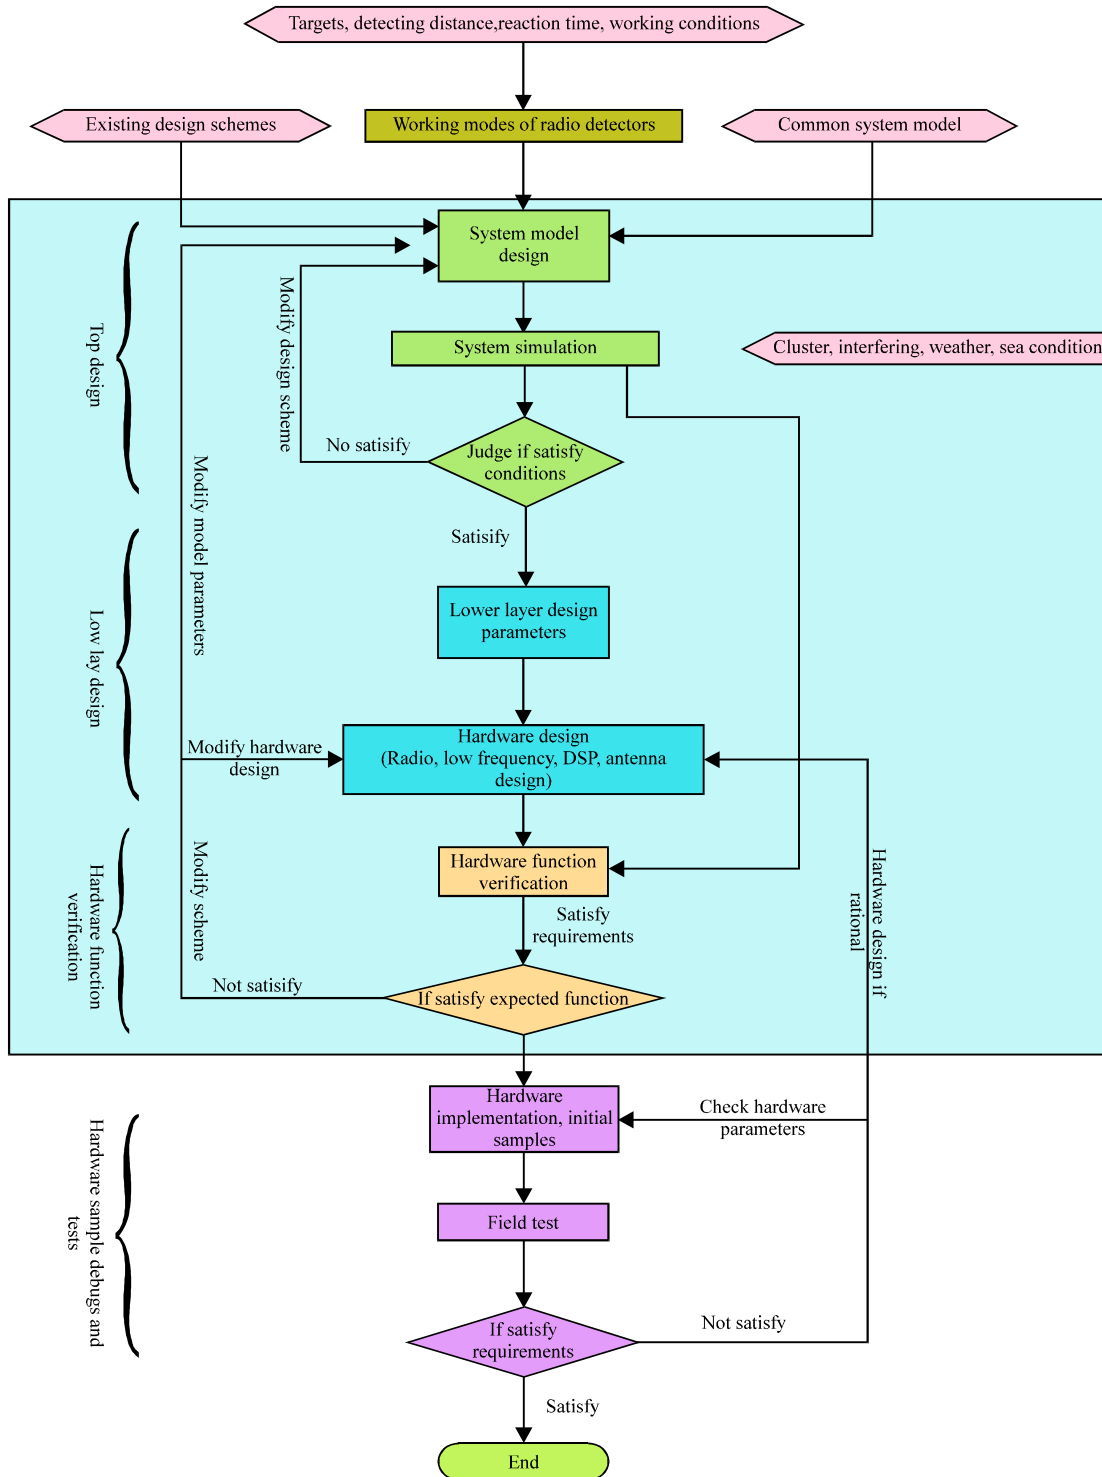 Targets, detecting distance,reaction time, working conditions
Existing design schemes
Working modes of radio detectors
Common system model
System model
design
Modify design scheme
Top design
System simulation
Cluster, interfering, weather, sea condition
No satisify
Judge if satisfy
conditions
Modify model parameters
Satisify
Low lay design
Lower layer design
parameters
Modify hardware
design
Hardware design
(Radio, low frequency, DSP, antenna
design)
Modify scheme
Hardware function
verification
Hardware function
verification
Hardware design if
rational
Satisfy
requirements
Not satisify
If satisfy expected function
Hardware
implementation, initial
samples
Check hardware
parameters
Hardware sample debugs and
tests
Field test
If satisfy
requirements
Not satisfy
Satisfy
End